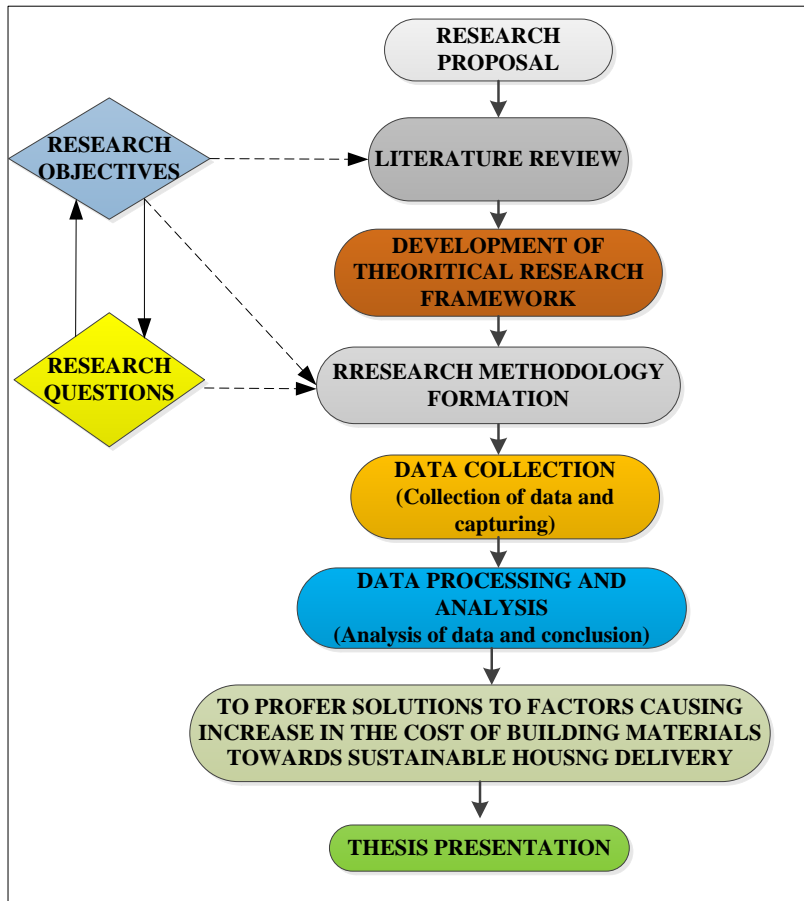 RESEARCH
PROPOSAL
RESEARCH
OBJECTIVES
LITERATURE REVIEW
DEVELOPMENT OF
THEORITICAL RESEARCH
FRAMEWORK
RESEARCH
QUESTIONS
RRESEARCH METHODOLOGY
FORMATION
DATA COLLECTION
(Collection of data and
capturing)
DATA PROCESSING AND
ANALYSIS
(Analysis of data and conclusion)
TO PROFER SOLUTIONS TO FACTORS CAUSING
INCREASE IN THE COST OF BUILDING MATERIALS
TOWARDS SUSTAINABLE HOUSNG DELIVERY
THESIS PRESENTATION